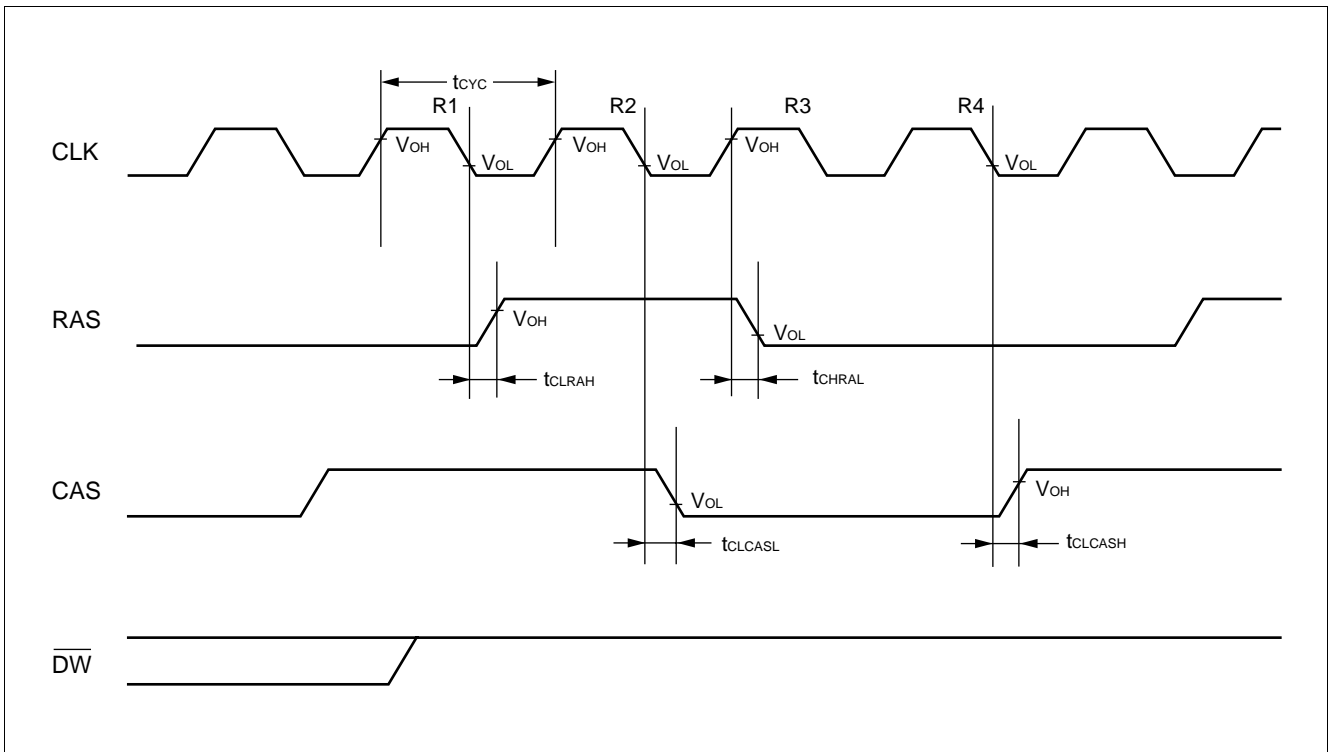 tCYC
R1 R2 R3 R4
CLK VOH VOL VOH VOL VOH VOL
RAS VOH VOL
tCLRAH tCHRAL
CAS VOL VOH
tCLCASL tCLCASH
D̅W̅